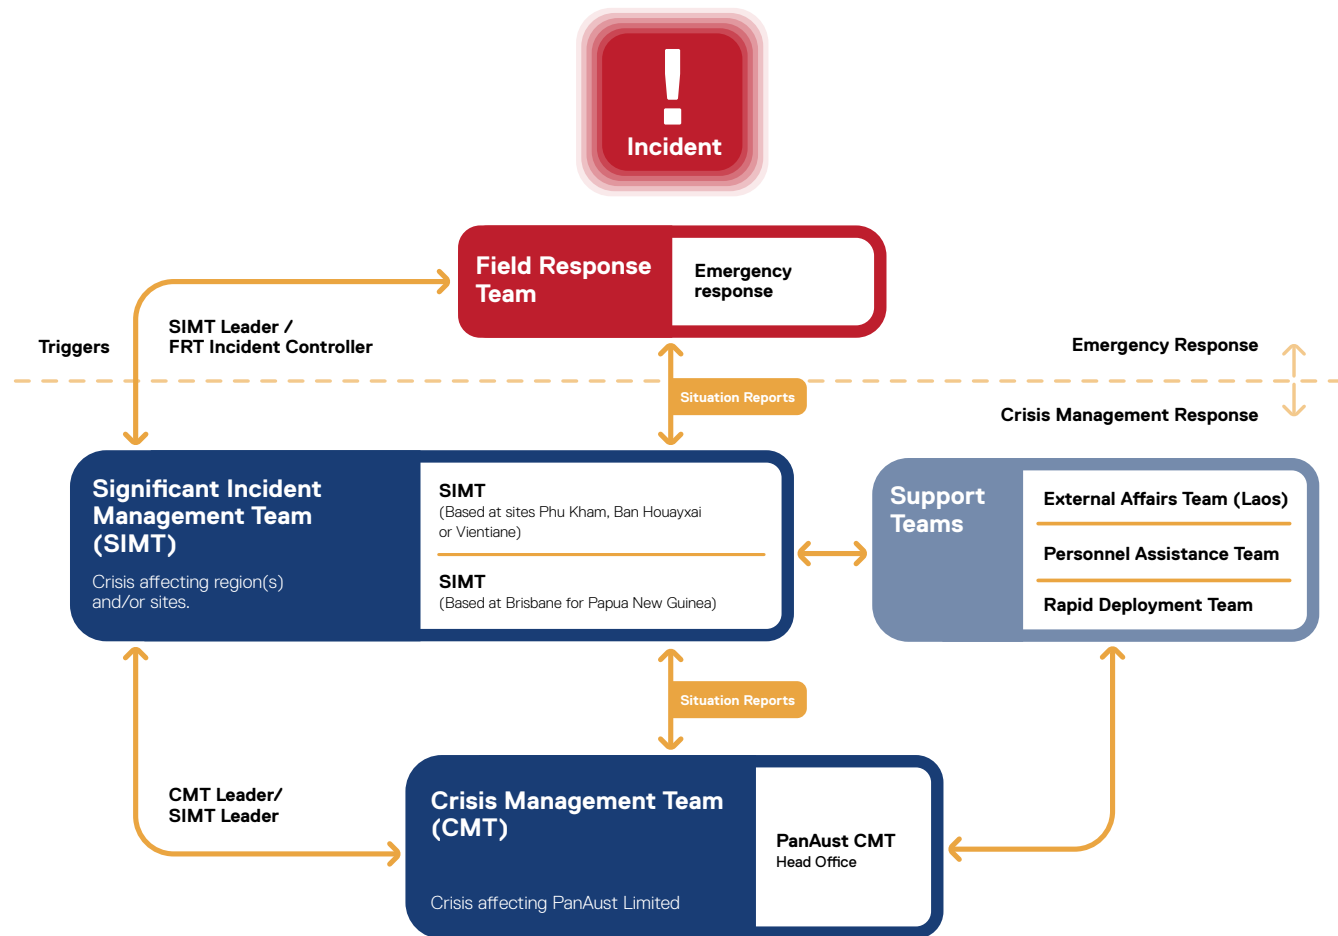 !
Incident
Field Response
Team
Emergency
response
Triggers
SIMT Leader /
FRT Incident Controller
Emergency Response
Situation Reports
Crisis Management Response
Significant Incident
Management Team
(SIMT)
Crisis affecting region(s)
and/or sites.
SIMT
(Based at sites Phu Kham, Ban Houayxai
or Vientiane)
SIMT
(Based at Brisbane for Papua New Guinea)
Support
Teams
External Affairs Team (Laos)
Personnel Assistance Team
Rapid Deployment Team
Situation Reports
CMT Leader/
SIMT Leader
Crisis Management Team
(CMT)
Crisis affecting PanAust Limited
PanAust CMT
Head Office